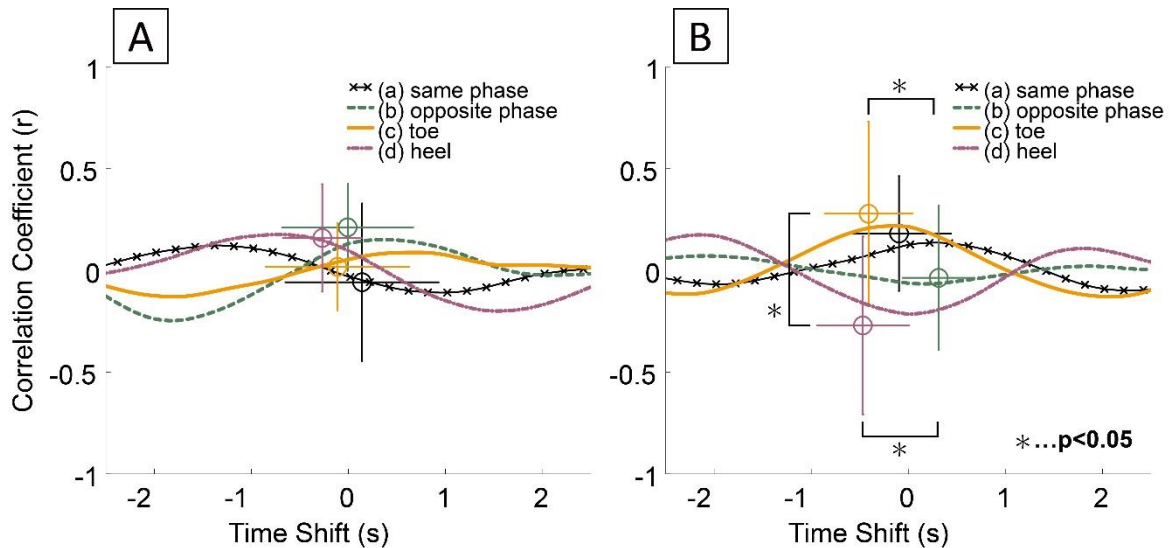 A
B
1
0.5
0
-0.5
-1
Correlation Coefficient (r)
(a) same phase
(b) opposite phase
(c) toe
(d) heel
-2
-1
0
1
2
Time Shift (s)
1
0.5
0
-0.5
-1
(a) same phase
(b) opposite phase
(c) toe
(d) heel
*
*
*
*…p<0.05
-2
-1
0
1
2
Time Shift (s)